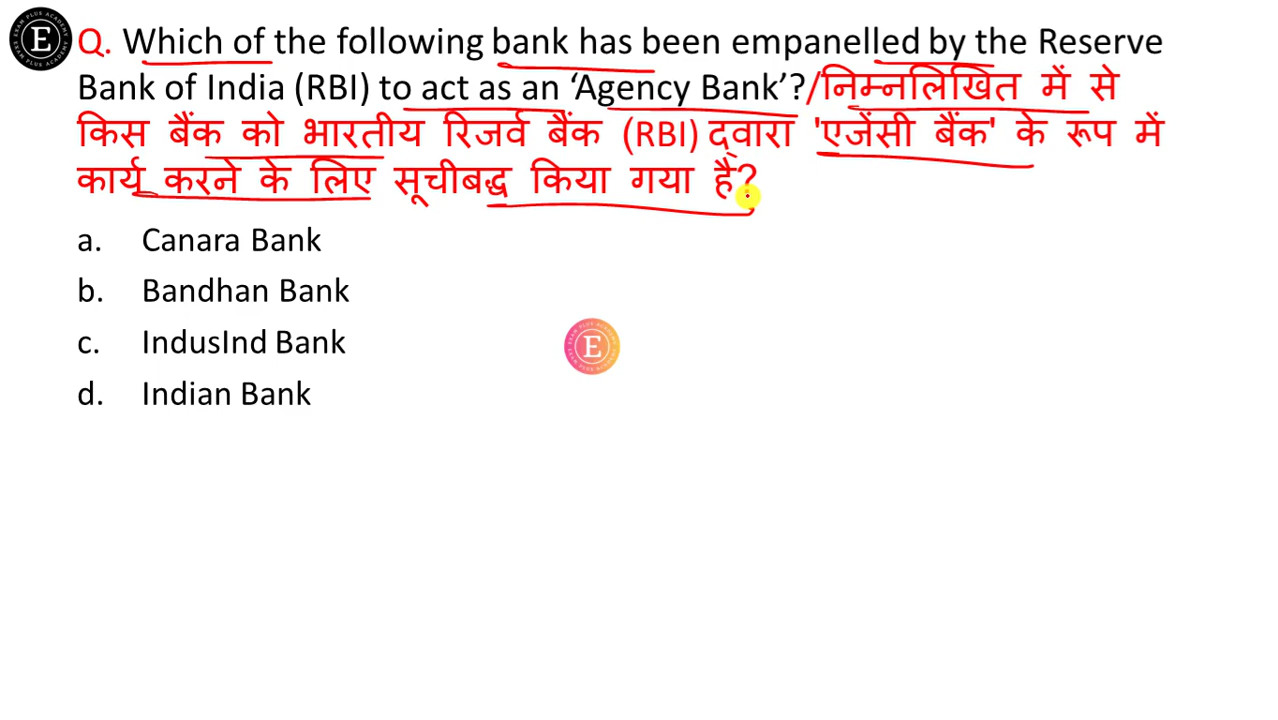 Q. Which of the following bank has been empanelled by the Reserve
Bank of India (RBI) to act as an ‘Agency Bank’?/निम्नलिखित में से
किस बैंक को भारतीय रिजर्व बैंक (RBI) द्वारा 'एजेंसी बैंक' के रूप में
कार्य करने के लिए सूचीबद्ध किया गया है?
a. Canara Bank
b. Bandhan Bank
c. IndusInd Bank
d. Indian Bank
E
E